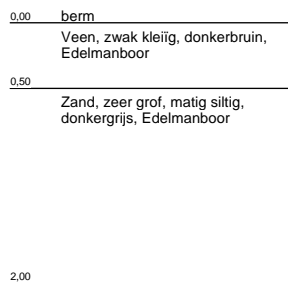 0,00 berm
Veen, zwak kleiïg, donkerbruin,
Edelmanboor
0,50
Zand, zeer grof, matig siltig,
donkergrijs, Edelmanboor
2,00